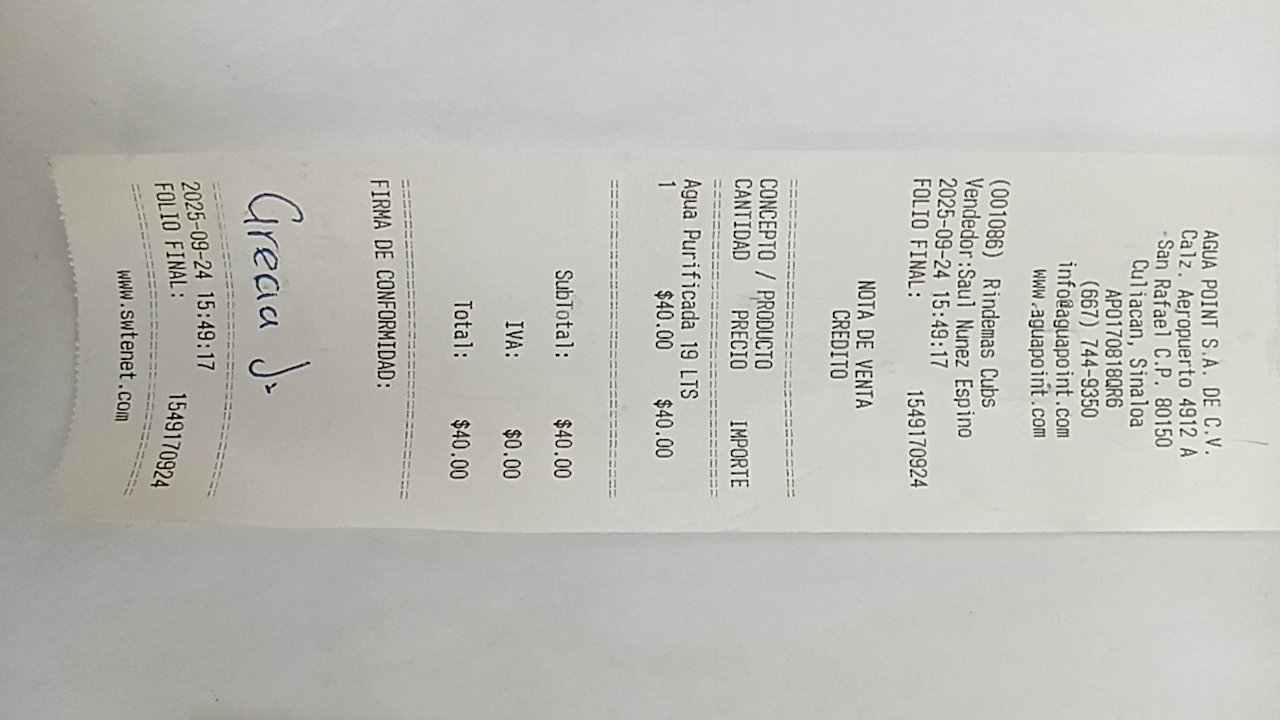 AGUA POINT S.A. DE C.V.
Calz. Aeropuerto 4912 A
San Rafael C.P. 80150
Culiacan, Sinaloa
APO170818QR6
(667) 744-9350
info@aguapoint.com
www.aguapoint.com
(001086) Rindemas Cubs
Vendedor:Saul Nunez Espino
2025-09-24 15:49:17
FOLIO FINAL: 1549170924
NOTA DE VENTA
CREDITO
CONCEPTO / PRODUCTO
CANTIDAD PRECIO IMPORTE
Agua Purificada 19 LTS
1 $40.00 $40.00
SubTotal: $40.00
IVA: $0.00
Total: $40.00
FIRMA DE CONFORMIDAD:
2025-09-24 15:49:17
FOLIO FINAL: 1549170924
www.swtenet.com